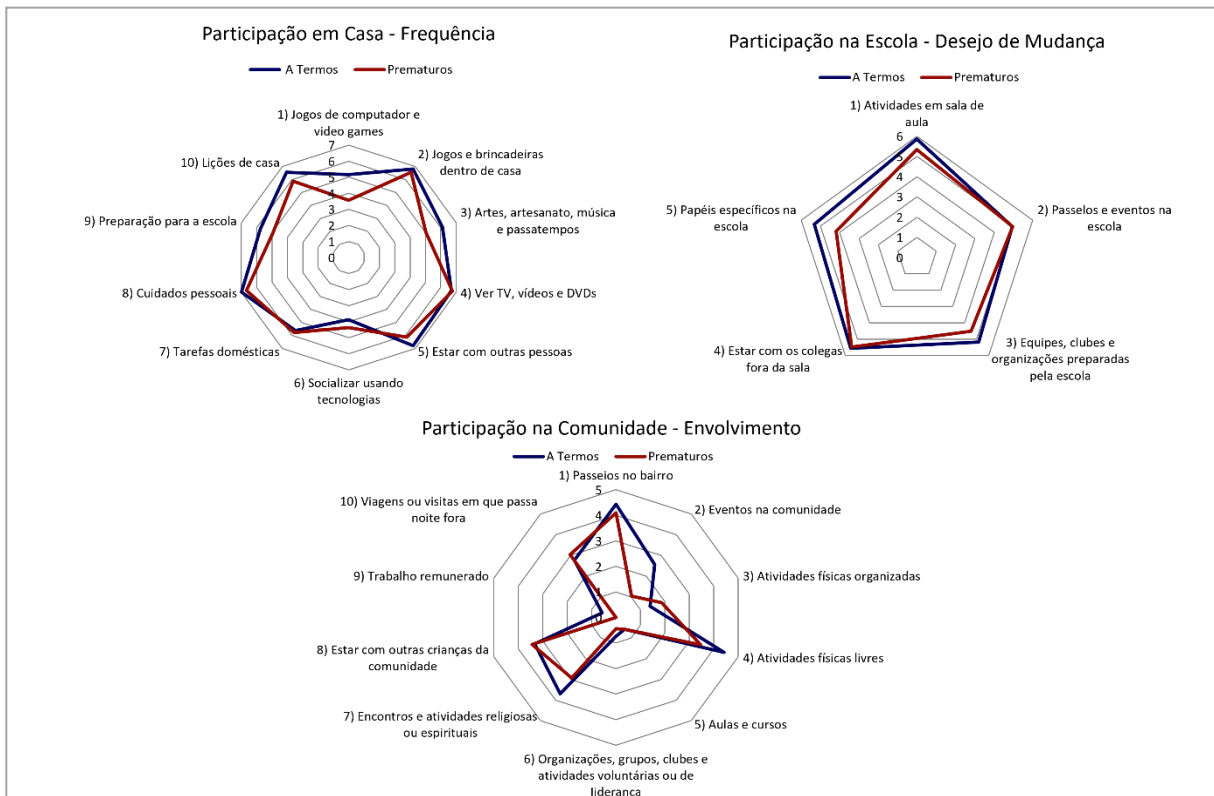 Participação em Casa - Frequência
A Termos Prematuros
1) Jogos de computador e
video games
2) Jogos e brincadeiras
dentro de casa
3) Artes, artesanato, música
e passatempos
4) Ver TV, vídeos e DVDs
5) Estar com outras pessoas
6) Socializar usando
tecnologias
7) Tarefas domésticas
8) Cuidados pessoais
9) Preparação para a escola
10) Lições de casa
7
6
5
4
3
2
1
0
Participação na Escola - Desejo de Mudança
A Termos Prematuros
1) Atividades em sala de
aula
2) Passelos e eventos na
escola
3) Equipes, clubes e
organizações preparadas
pela escola
4) Estar com os colegas
fora da sala
5) Papéis específicos na
escola
6
5
4
3
2
1
0
Participação na Comunidade - Envolvimento
A Termos Prematuros
1) Passeios no bairro
2) Eventos na comunidade
3) Atividades físicas organizadas
4) Atividades físicas livres
5) Aulas e cursos
6) Organizações, grupos, clubes e
atividades voluntárias ou de
liderança
7) Encontros e atividades religiosas
ou espirituais
8) Estar com outras crianças da
comunidade
9) Trabalho remunerado
10) Viagens ou visitas em que passa
noite fora
5
4
3
2
1
0